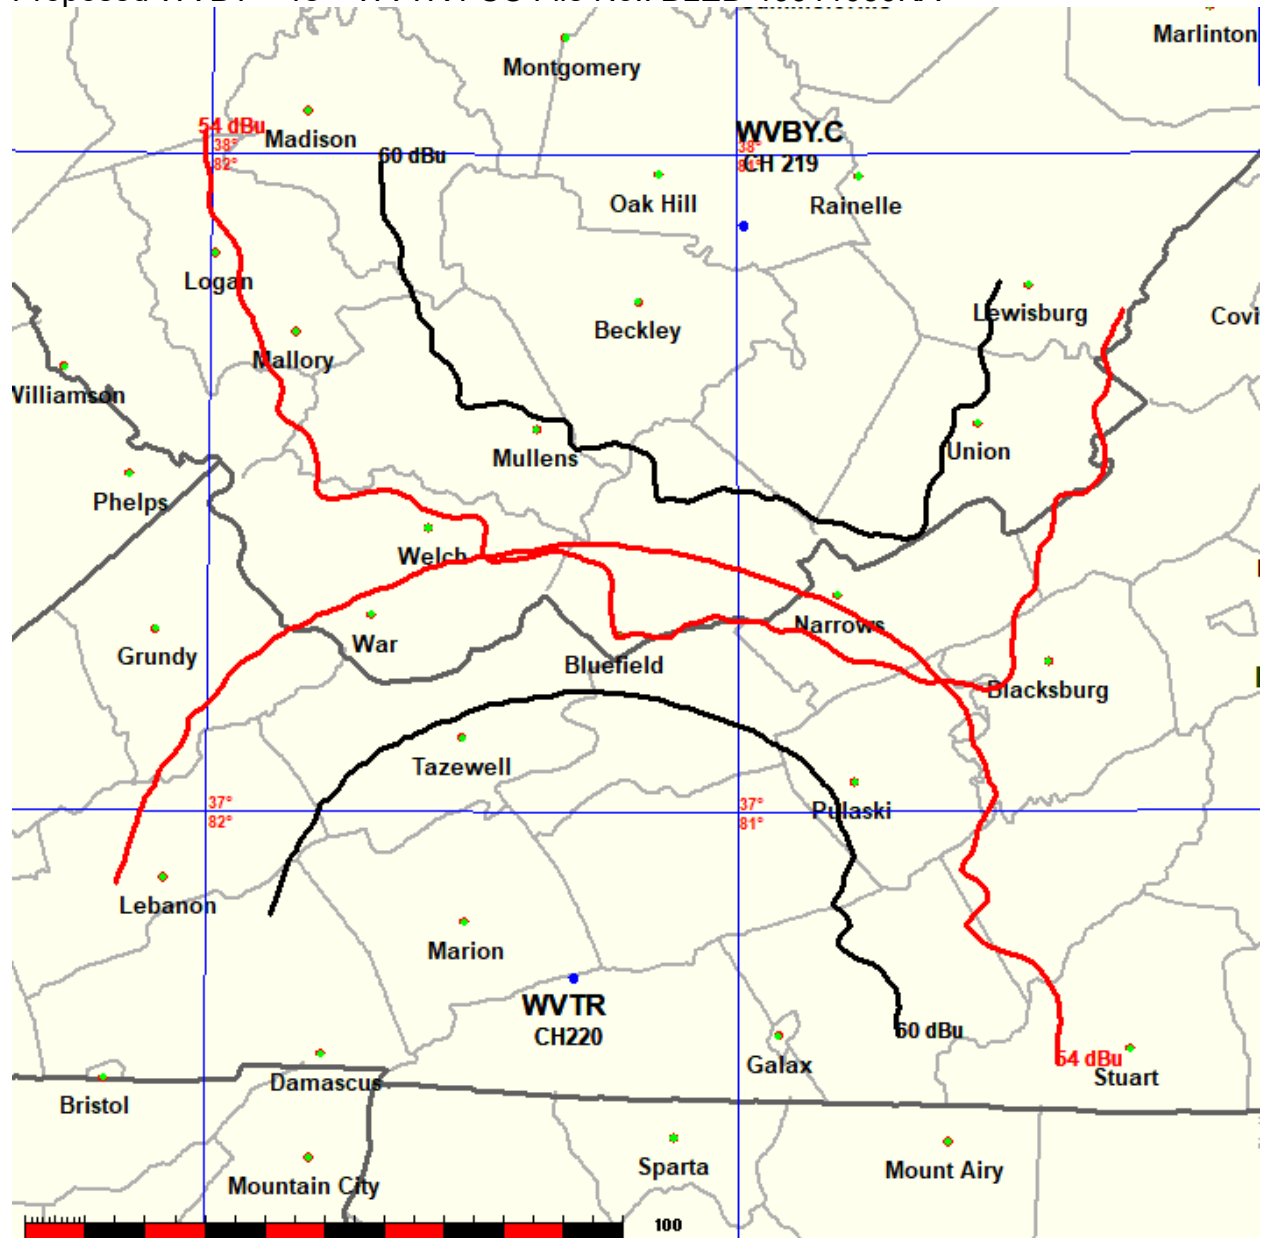 Marlinton
Montgomery
54 dBu
Madison
WVBY.C
38°
82°
60 dBu
38°
81°
CH 219
Oak Hill
Rainelle
Logan
Lewisburg
Beckley
Mallory
Mullens
Union
Phelps
Welch
Narrows
War
Grundy
Bluefield
Blacksburg
Tazewell
37°
82°
37°
81°
Pulaski
Lebanon
Marion
WVTR
CH220
60 dBu
Galax
54 dBu
Stuart
Damascus
Bristol
Sparta
Mount Airy
Mountain City
100